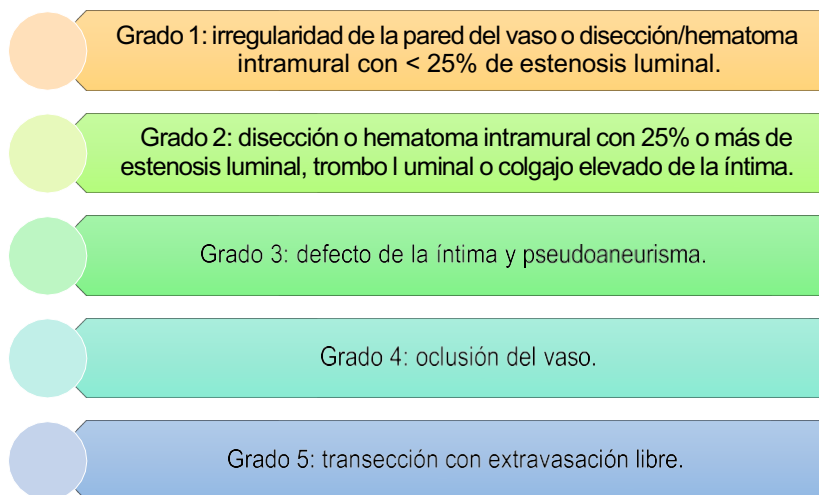 Grado 1: irregularidad de la pared del vaso o disección/hematoma
intramural con < 25% de estenosis luminal.
Grado 2: disección o hematoma intramural con 25% o más de
estenosis luminal, trombo l uminal o colgajo elevado de la íntima.
Grado 3: defecto de la íntima y pseudoaneurisma.
Grado 4: oclusión del vaso.
Grado 5: transección con extravasación libre.